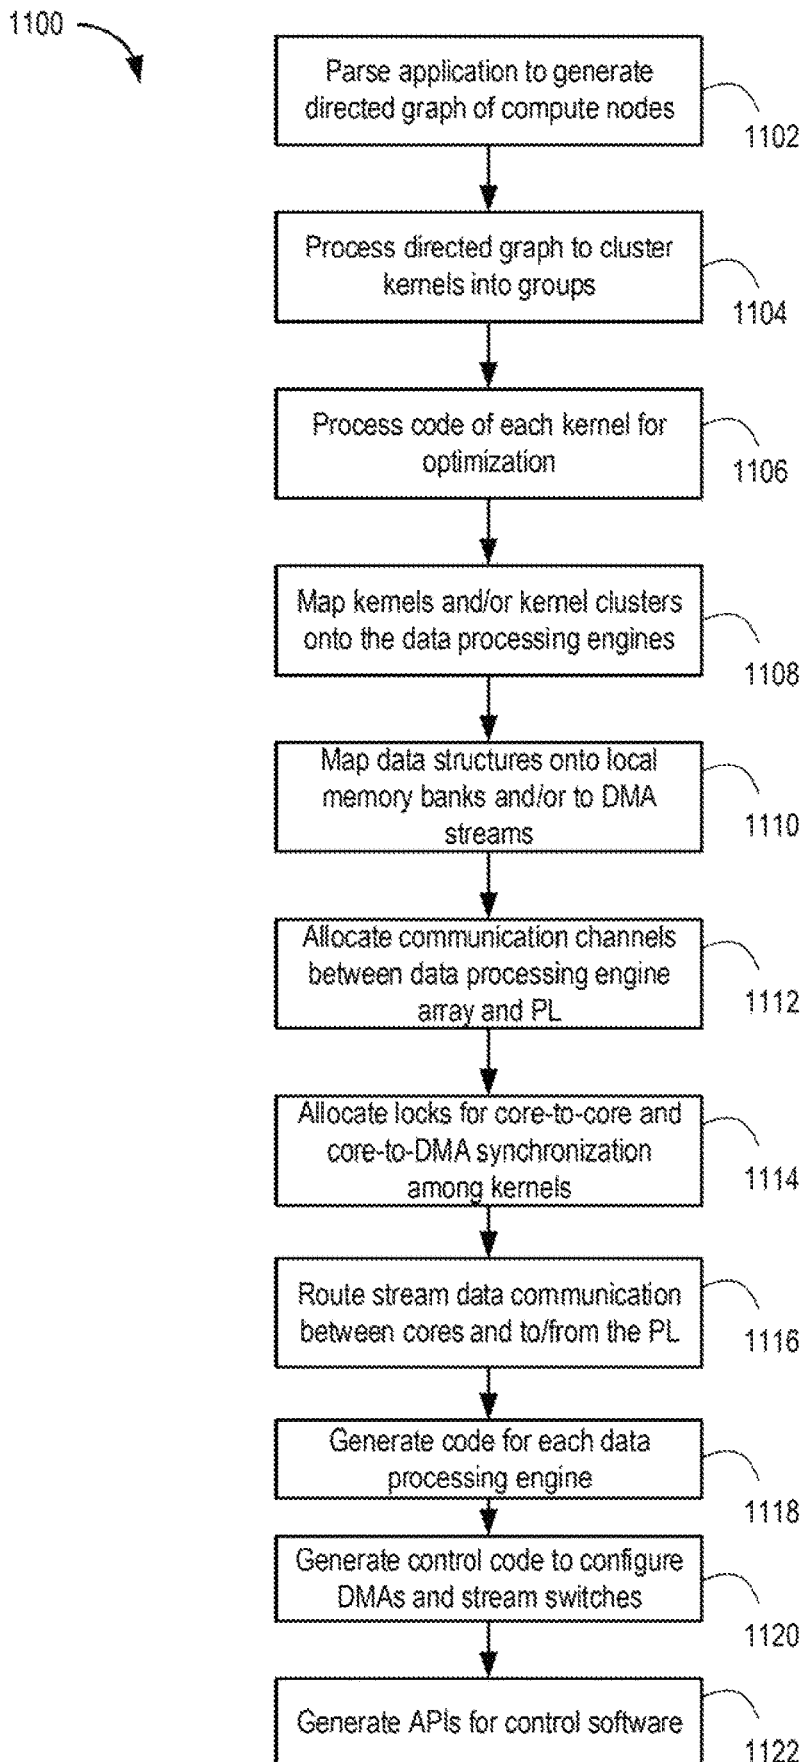 1100
Parse application to generate
directed graph of compute nodes
1102
Process directed graph to cluster
kernels into groups
1104
Process code of each kernel for
optimization
1106
Map kernels and/or kernel clusters
onto the data processing engines
1108
Map data structures onto local
memory banks and/or to DMA
streams
1110
Allocate communication channels
between data processing engine
array and PL
1112
Allocate locks for core-to-core and
core-to-DMA synchronization
among kernels
1114
Route stream data communication
between cores and to/from the PL
1116
Generate code for each data
processing engine
1118
Generate control code to configure
DMAs and stream switches
1120
Generate APIs for control software
1122